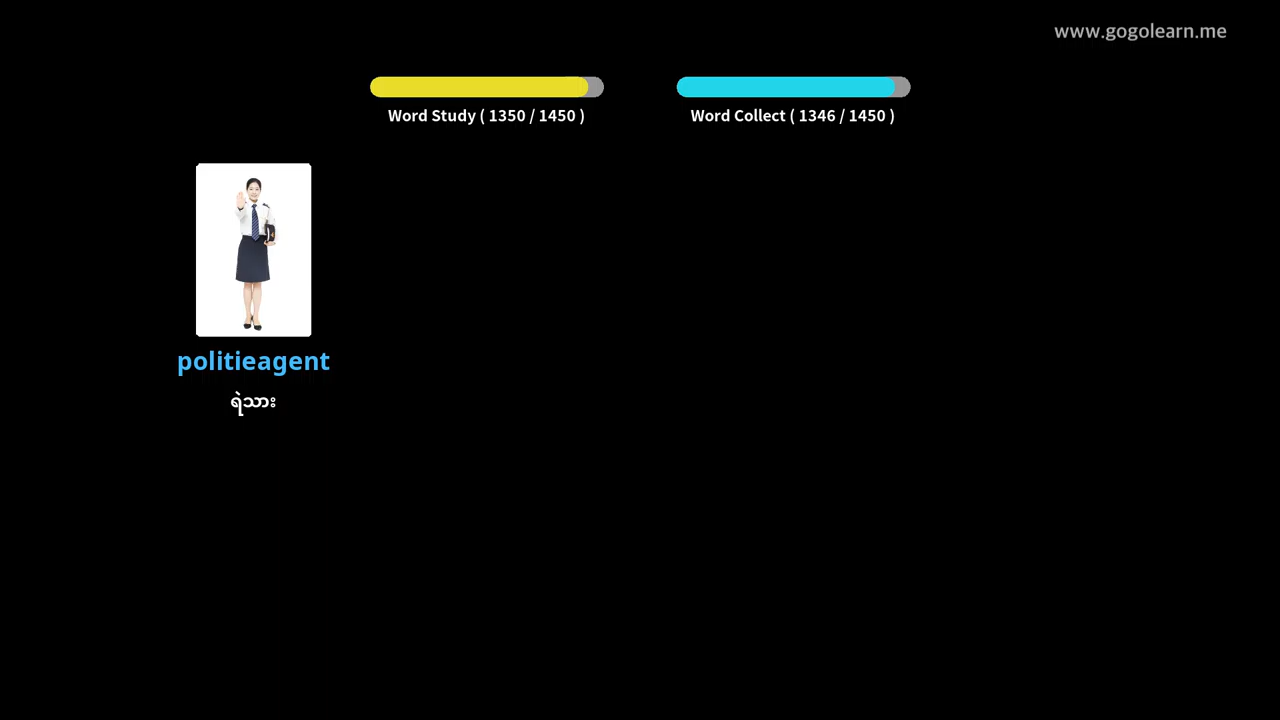 www.gogolearn.me
Word Study ( 1350 / 1450 )
Word Collect ( 1346 / 1450 )
politieagent
ရဲသား